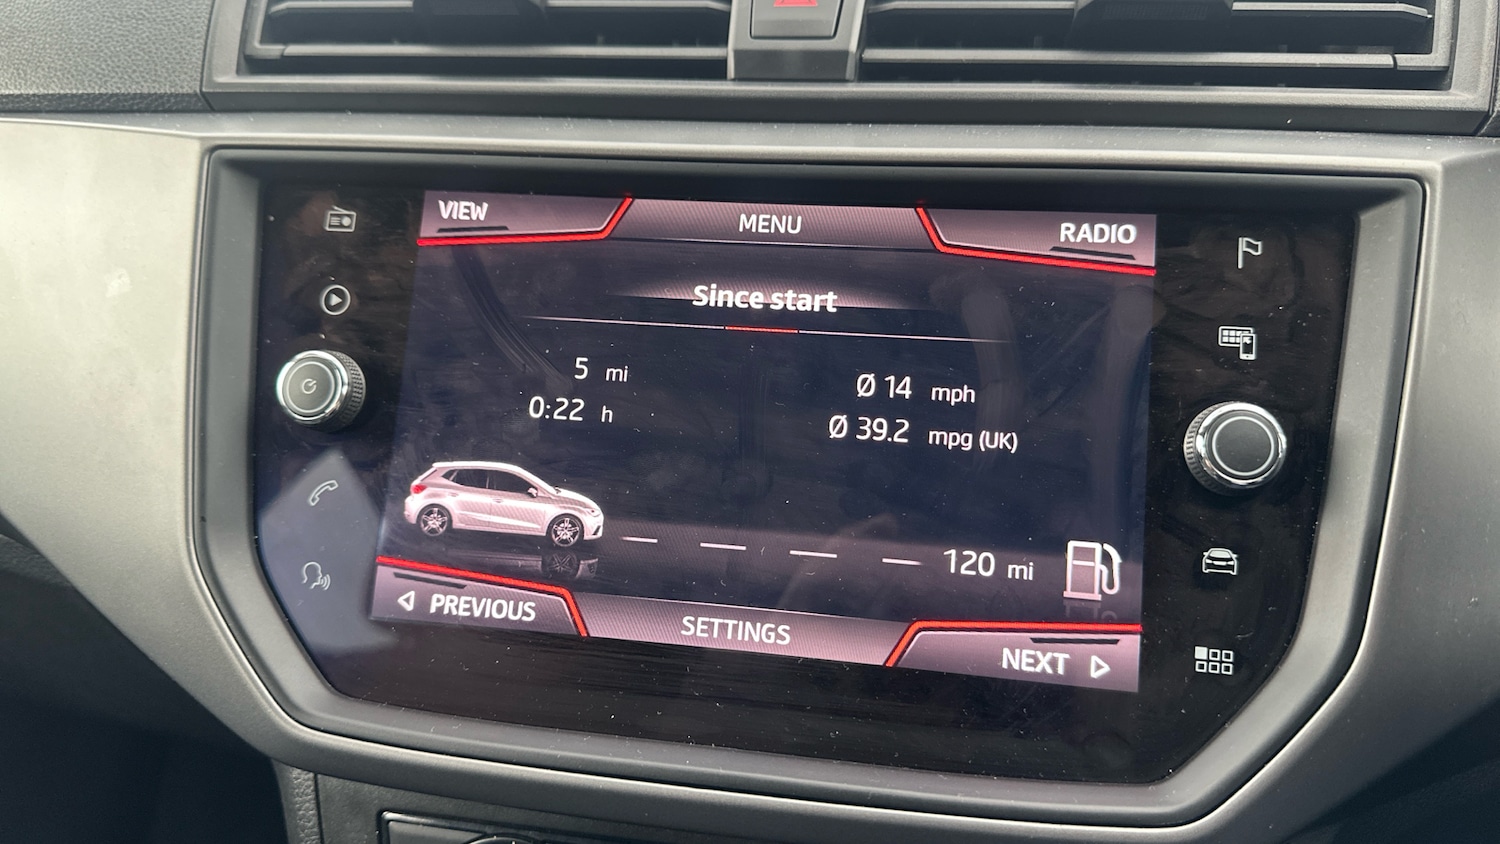 VIEW
MENU
RADIO
Since start
5 mi
0:22 h
Ø 14 mph
Ø 39.2 mpg (UK)
120 mi
PREVIOUS
SETTINGS
NEXT